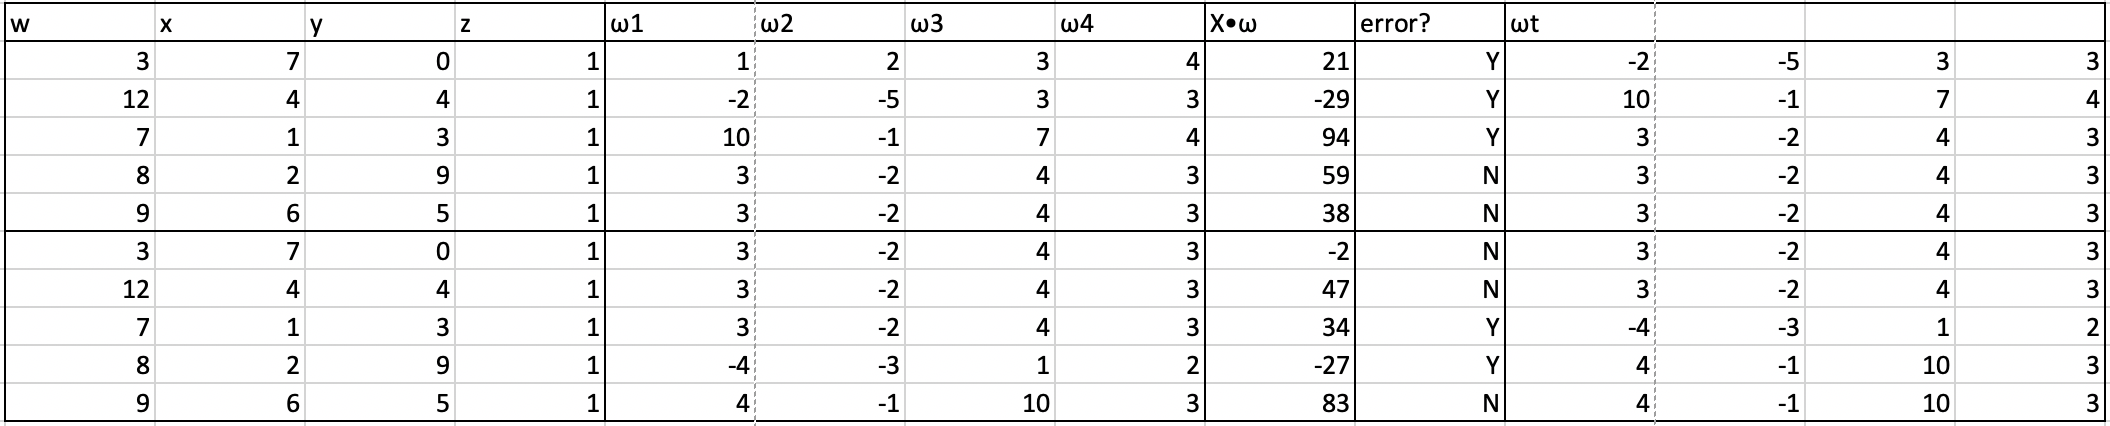 w x y z ω1 ω2 ω3 ω4 X•ω error? ωt
3 7 0 1 1 2 3 4 21 Y -2 -5 3 3
12 4 4 1 -2 -5 3 3 -29 Y 10 -1 7 4
7 1 3 1 10 -1 7 4 94 Y 3 -2 4 3
8 2 9 1 3 -2 4 3 59 N 3 -2 4 3
9 6 5 1 3 -2 4 3 38 N 3 -2 4 3
3 7 0 1 3 -2 4 3 -2 N 3 -2 4 3
12 4 4 1 3 -2 4 3 47 N 3 -2 4 3
7 1 3 1 3 -2 4 3 34 Y -4 -3 1 2
8 2 9 1 -4 -3 1 2 -27 Y 4 -1 10 3
9 6 5 1 4 -1 10 3 83 N 4 -1 10 3